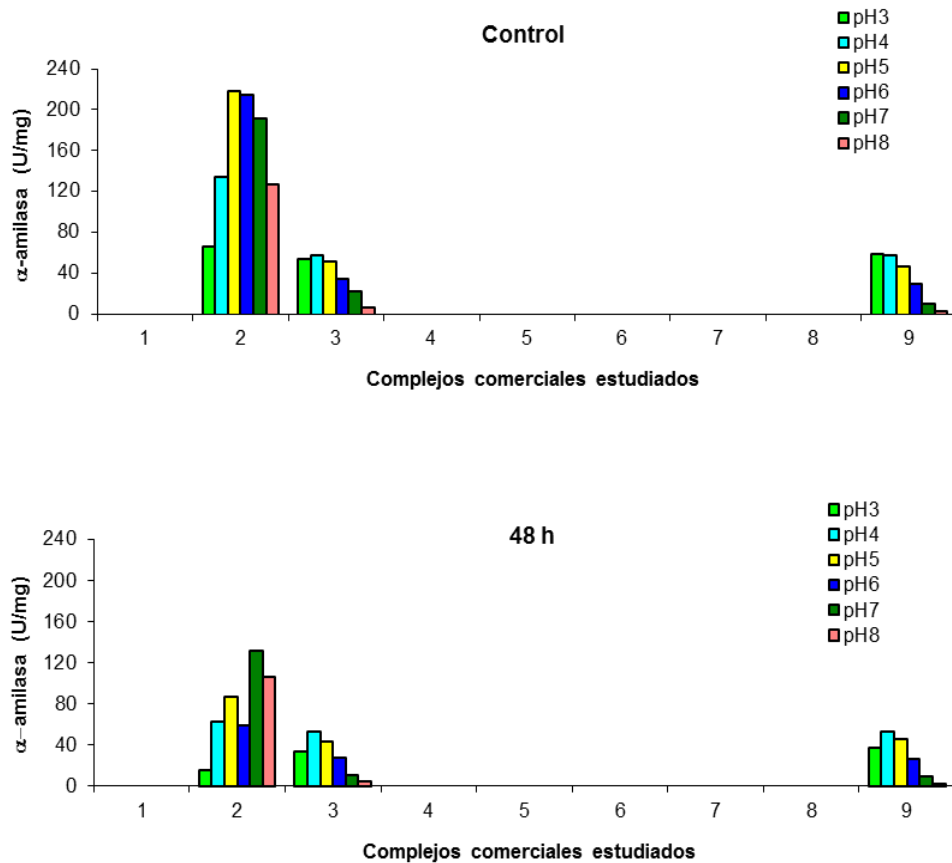 Control
pH3
pH4
pH5
pH6
pH7
pH8
α-amilasa (U/mg)
240
200
160
120
80
40
0
1 2 3 4 5 6 7 8 9
Complejos comerciales estudiados
48 h
pH3
pH4
pH5
pH6
pH7
pH8
α–amilasa (U/mg)
240
200
160
120
80
40
0
1 2 3 4 5 6 7 8 9
Complejos comerciales estudiados